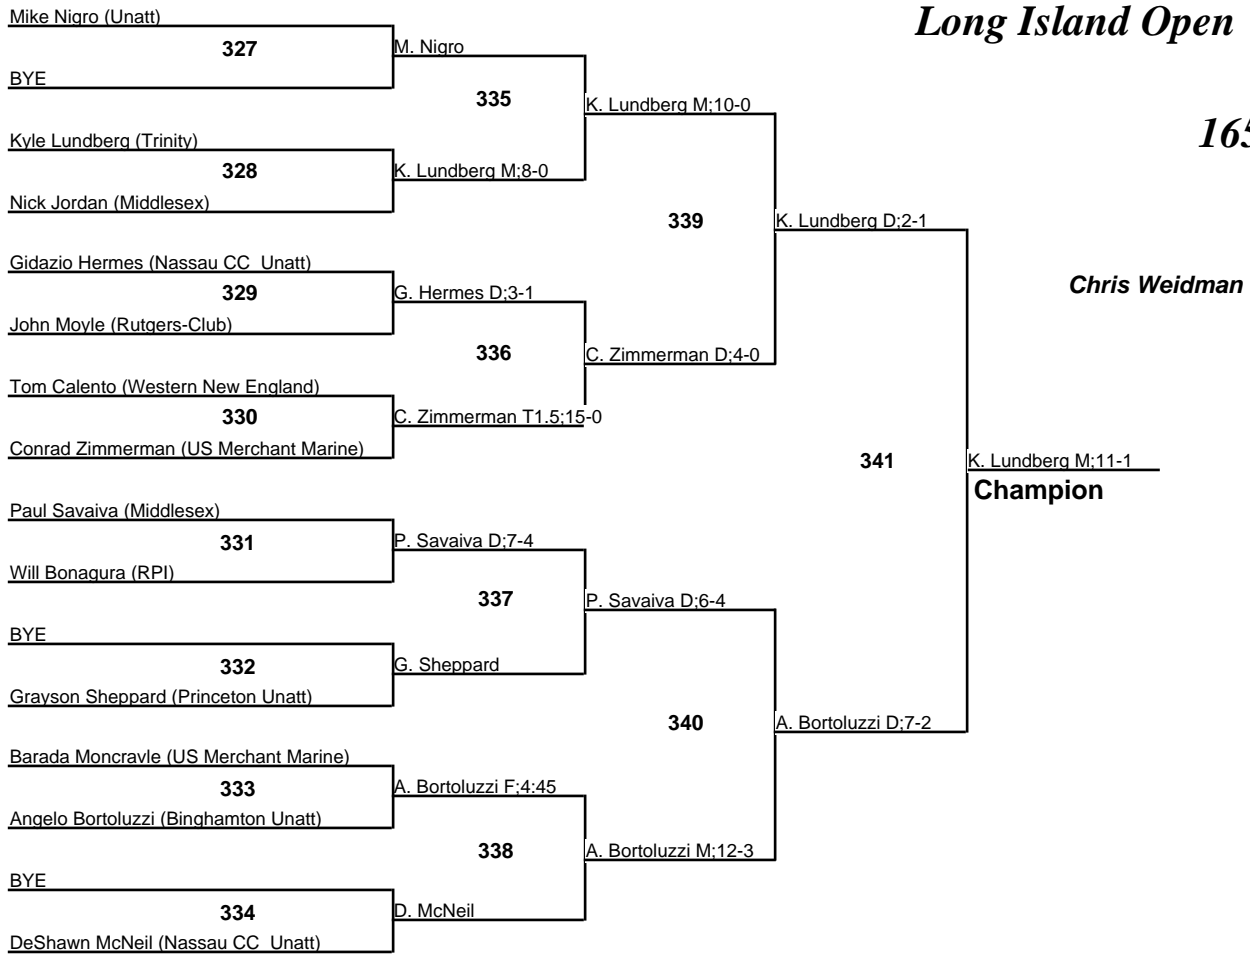 Long Island Open
165
Chris Weidman
Mike Nigro (Unatt)
327
BYE
M. Nigro
335
Kyle Lundberg (Trinity)
328
Nick Jordan (Middlesex)
K. Lundberg M;8-0
K. Lundberg M;10-0
339
Gidazio Hermes (Nassau CC  Unatt)
329
John Moyle (Rutgers-Club)
G. Hermes D;3-1
336
Tom Calento (Western New England)
330
Conrad Zimmerman (US Merchant Marine)
C. Zimmerman T1.5;15-0
C. Zimmerman D;4-0
K. Lundberg D;2-1
341
Paul Savaiva (Middlesex)
331
Will Bonagura (RPI)
P. Savaiva D;7-4
337
BYE
332
Grayson Sheppard (Princeton Unatt)
G. Sheppard
P. Savaiva D;6-4
340
Barada Moncravle (US Merchant Marine)
333
Angelo Bortoluzzi (Binghamton Unatt)
A. Bortoluzzi F;4:45
338
BYE
334
DeShawn McNeil (Nassau CC  Unatt)
D. McNeil
A. Bortoluzzi M;12-3
A. Bortoluzzi D;7-2
K. Lundberg M;11-1
Champion